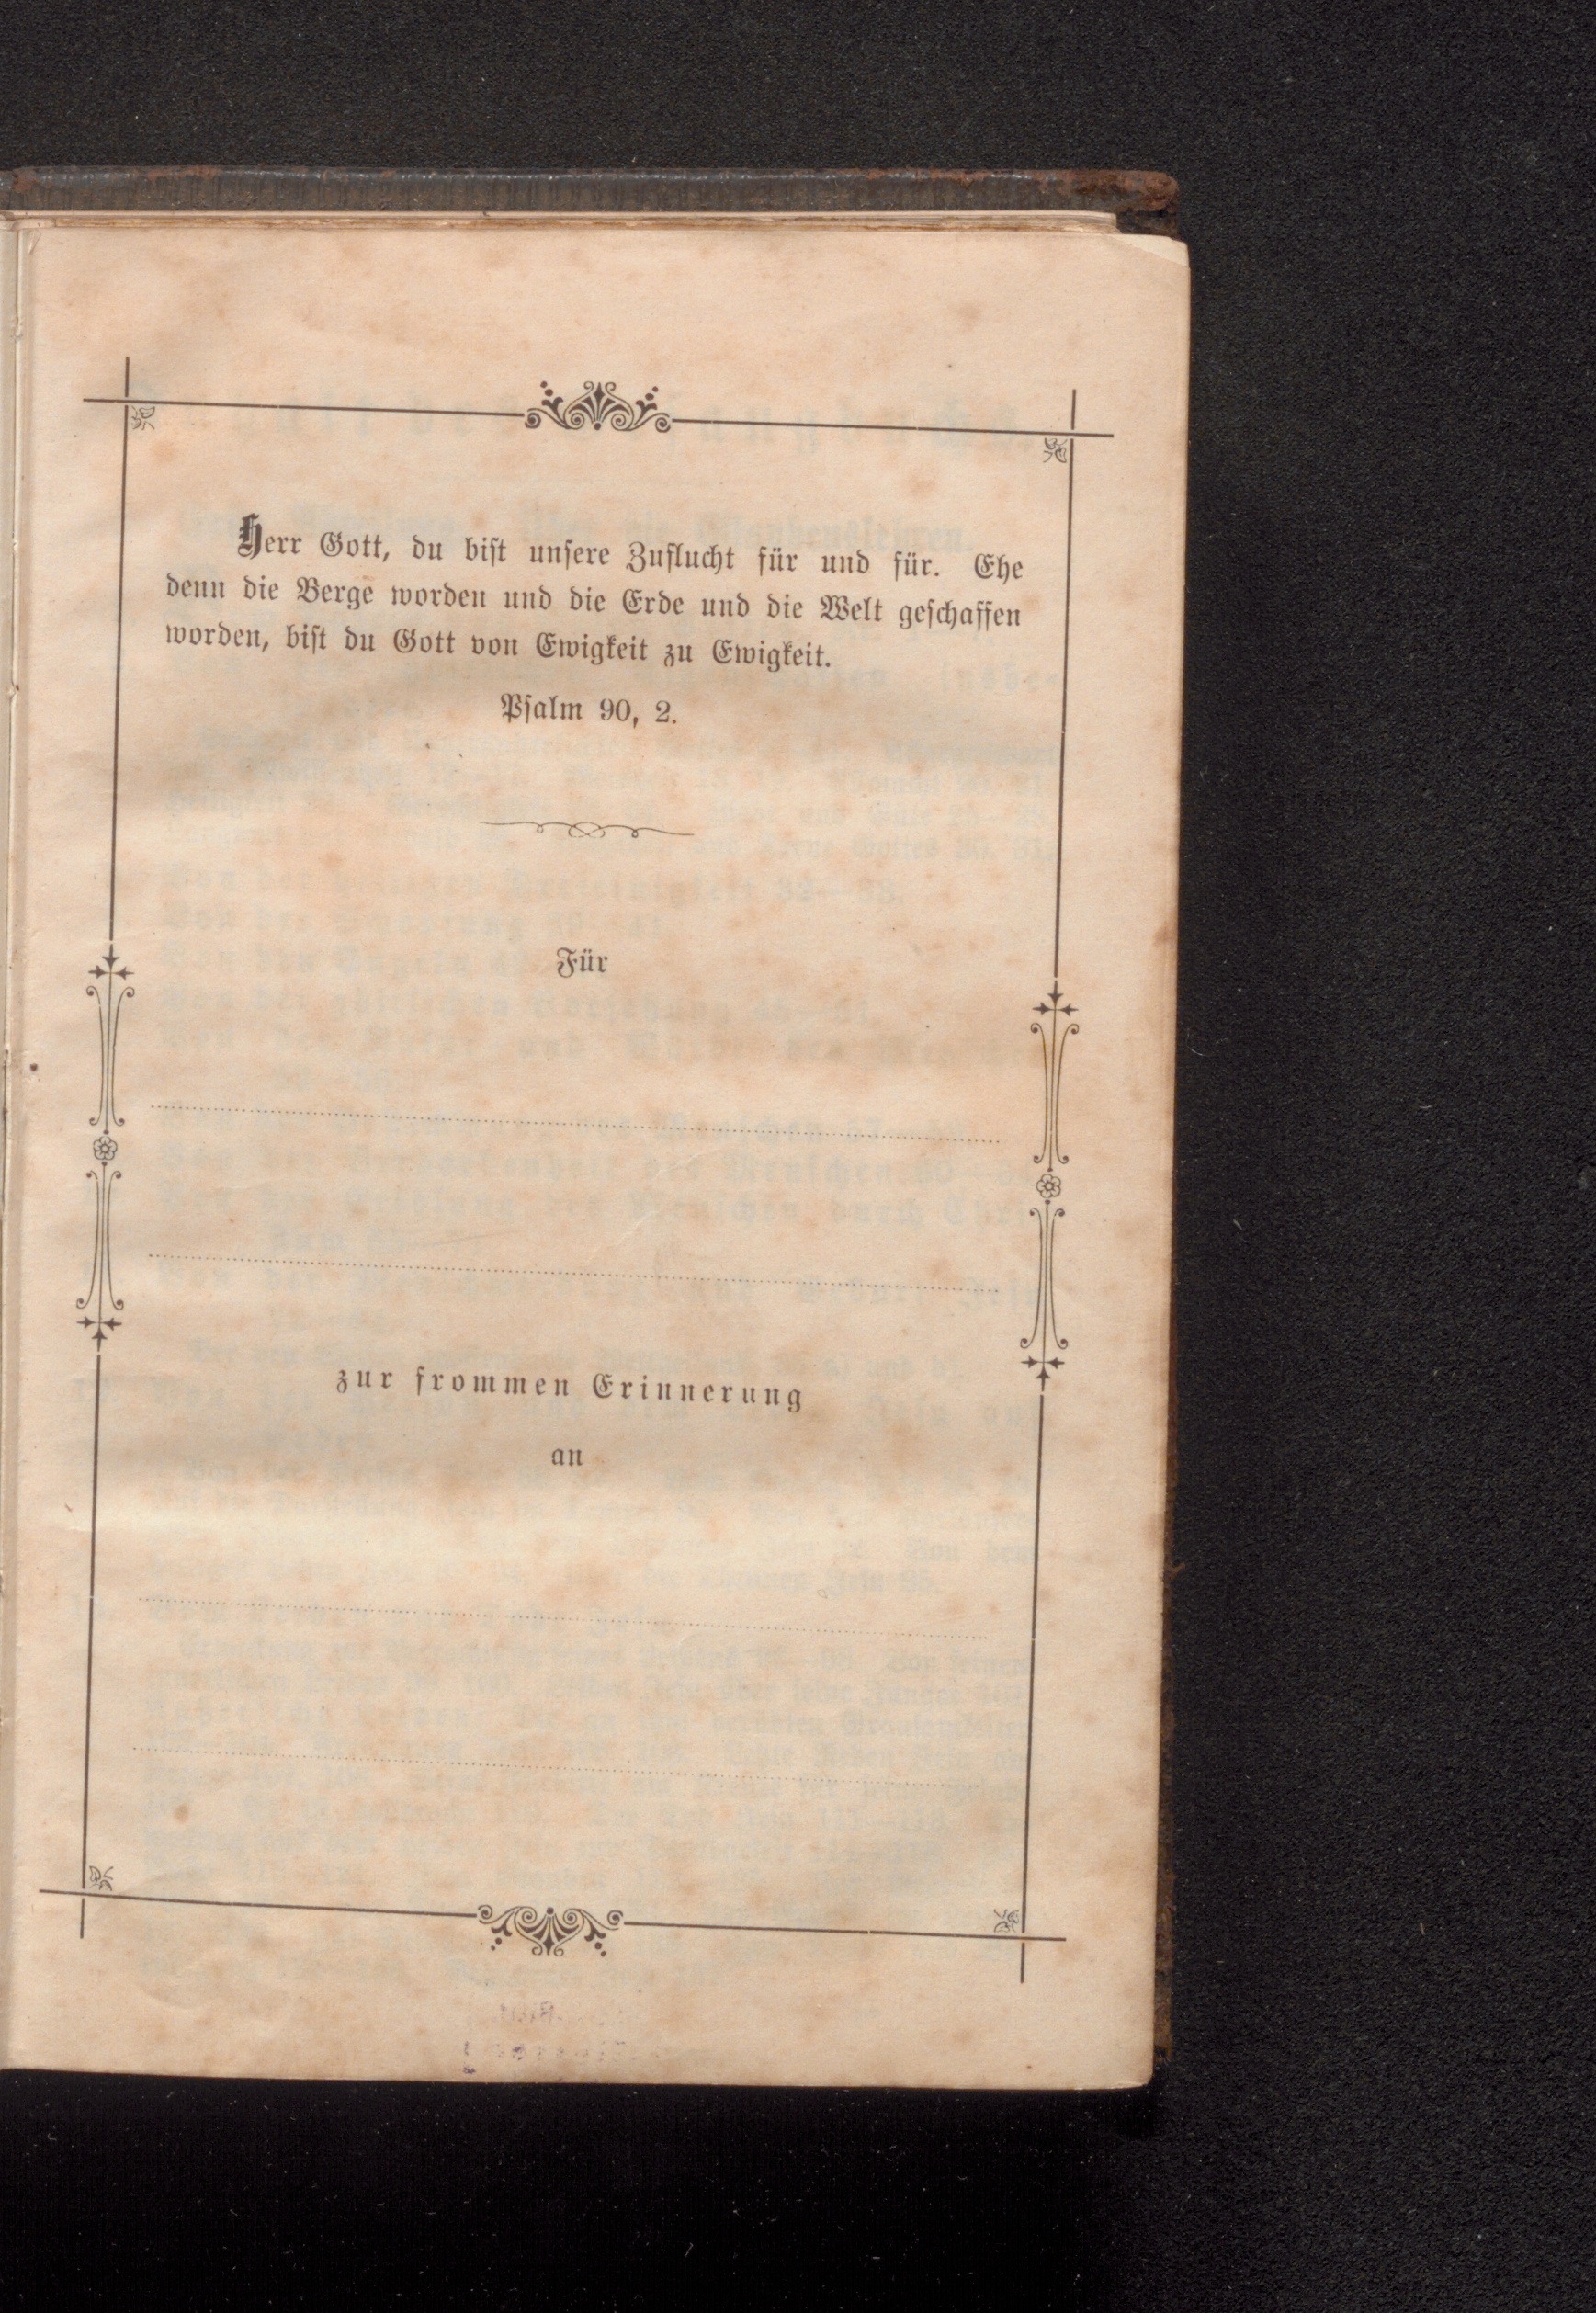 Herr Gott, du bist unsere Zuflucht für und für. Ehe
denn die Berge worden und die Erde und die Welt geschaffen
worden, bist du Gott von Ewigkeit zu Ewigkeit.
Psalm 90, 2.
Für
zur frommen Erinnerung
an